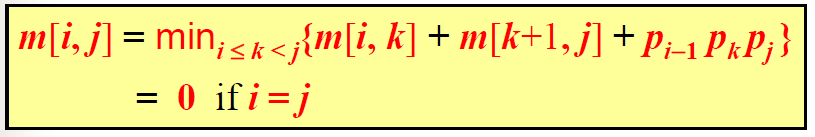 m[i, j] = min_{i ≤ k < j}{m[i, k] + m[k+1, j] + p_{i−1} p_k p_j}
= 0 if i = j